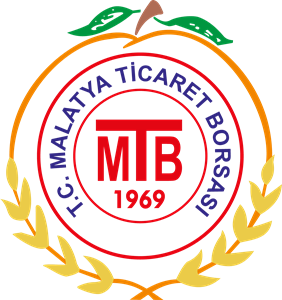 T.C. MALATYA TİCARET BORSASI
MTB
1969